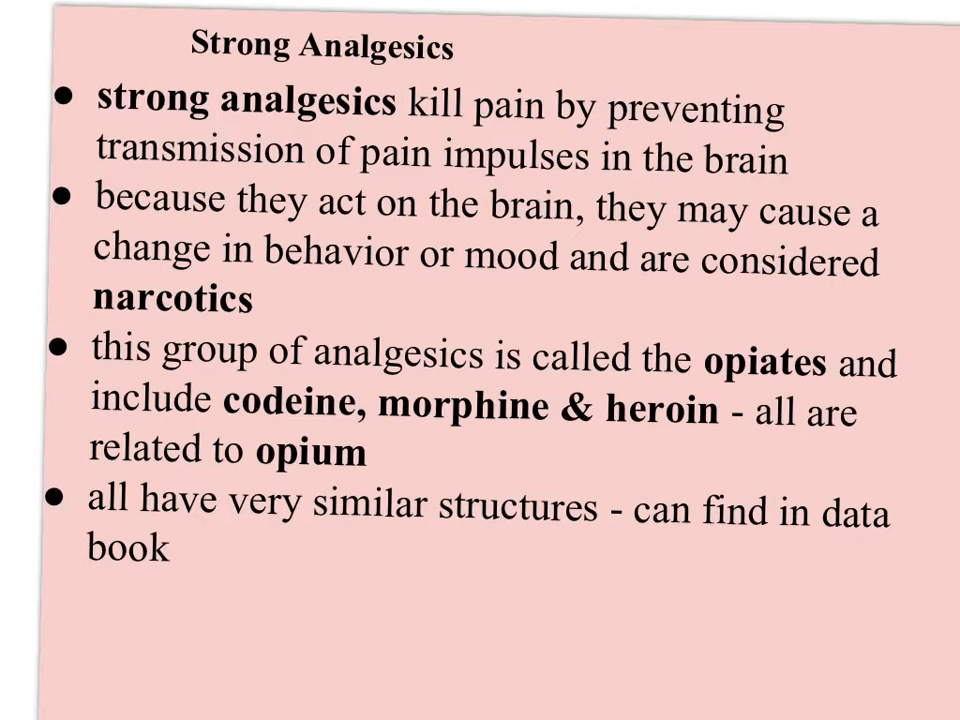 Strong Analgesics
● strong analgesics kill pain by preventing
transmission of pain impulses in the brain
● because they act on the brain, they may cause a
change in behavior or mood and are considered
narcotics
● this group of analgesics is called the opiates and
include codeine, morphine & heroin - all are
related to opium
● all have very similar structures - can find in data
book